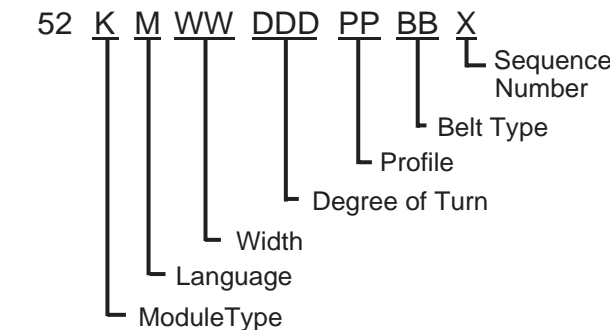 52 K M WW DDD PP BB X
Sequence
Number
Belt Type
Profile
Degree of Turn
Width
Language
ModuleType